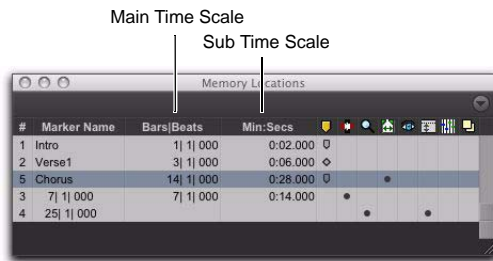 Main Time Scale
Sub Time Scale
Memory Locations
# Marker Name Bars|Beats Min:Secs
1 Intro 1| 1| 000 0:02.000
2 Verse1 3| 1| 000 0:06.000
5 Chorus 14| 1| 000 0:28.000
3 7| 1| 000 7| 1| 000 0:14.000
4 25| 1| 000